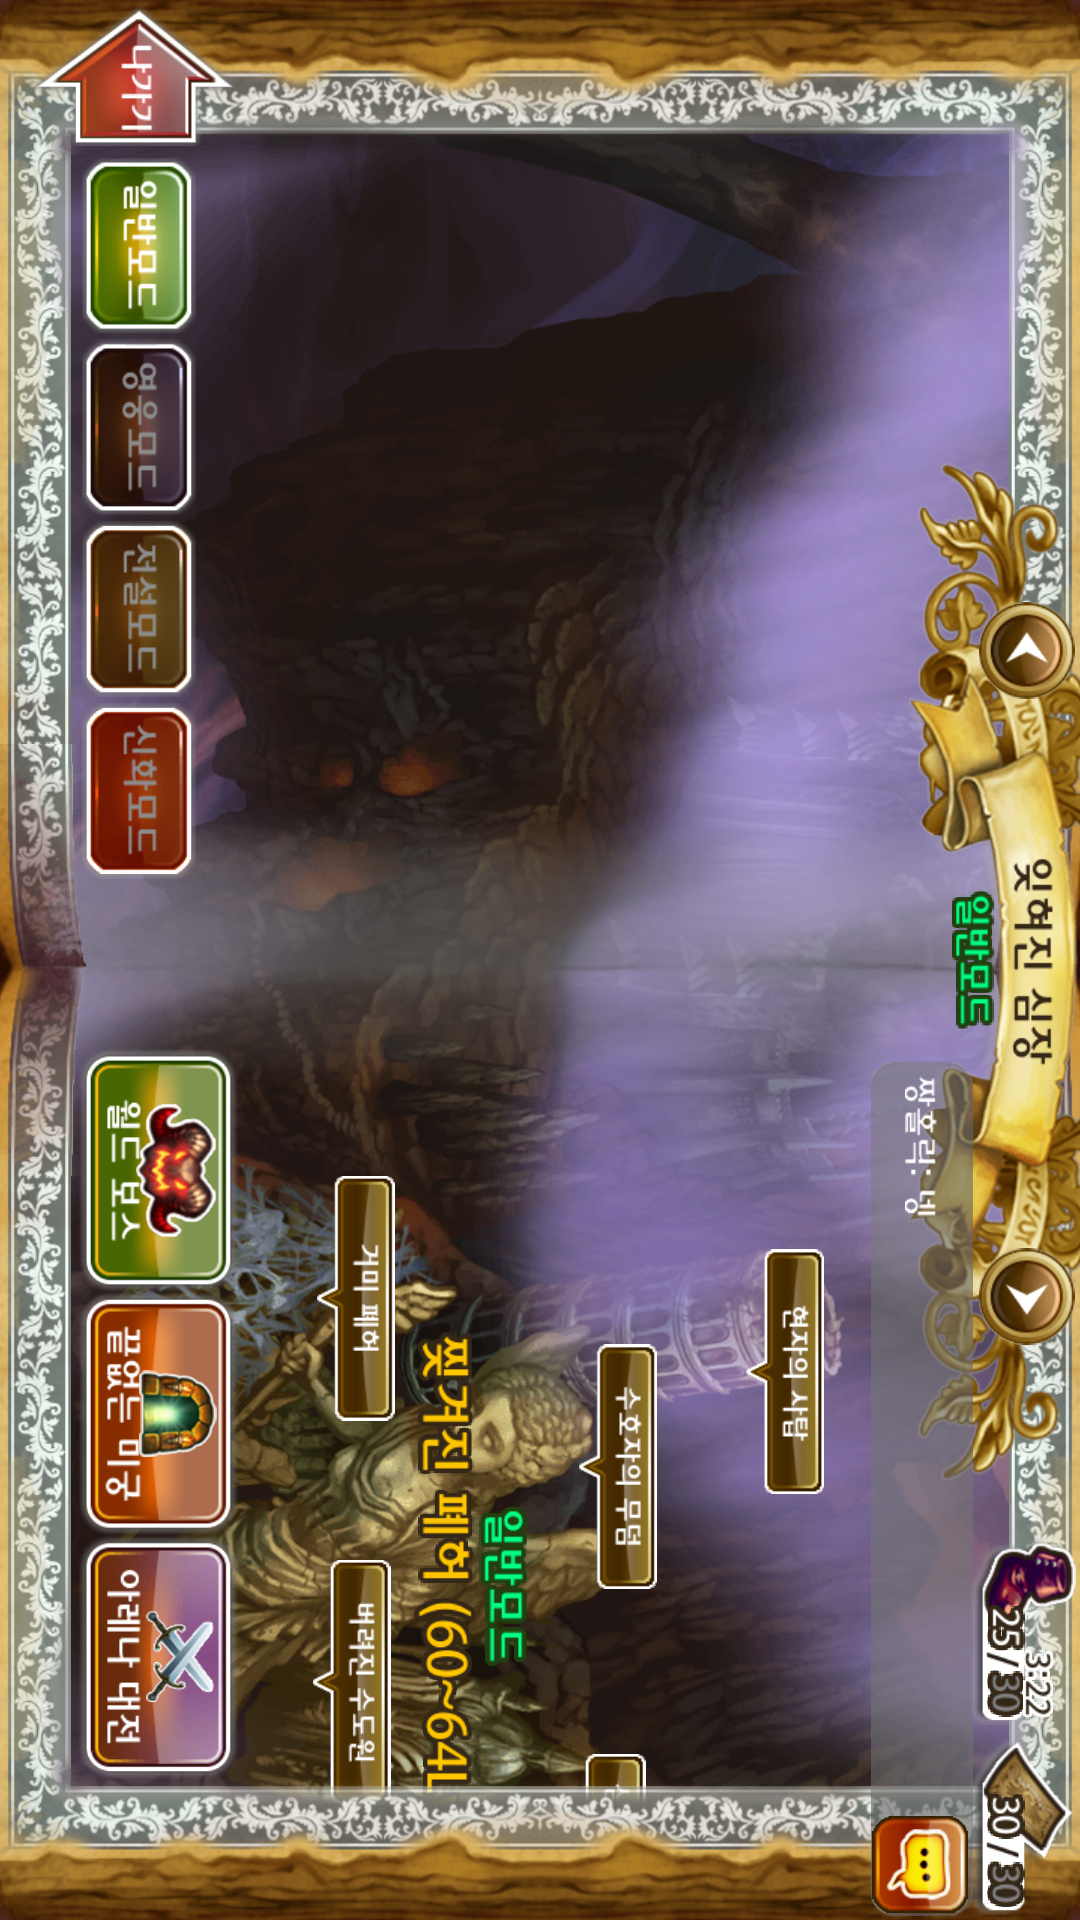 잊혀진 심장
일반모드
3:22
25/30
30/30
짱흘릭: 넹
현자의 사탑
수호자의 무덤
일반모드
찢겨진 폐허 (60~64L
거미 폐허
버려진 수도원
나가기
일반모드
영웅모드
전설모드
신화모드
월드 보스
끝없는 미궁
아레나 대전